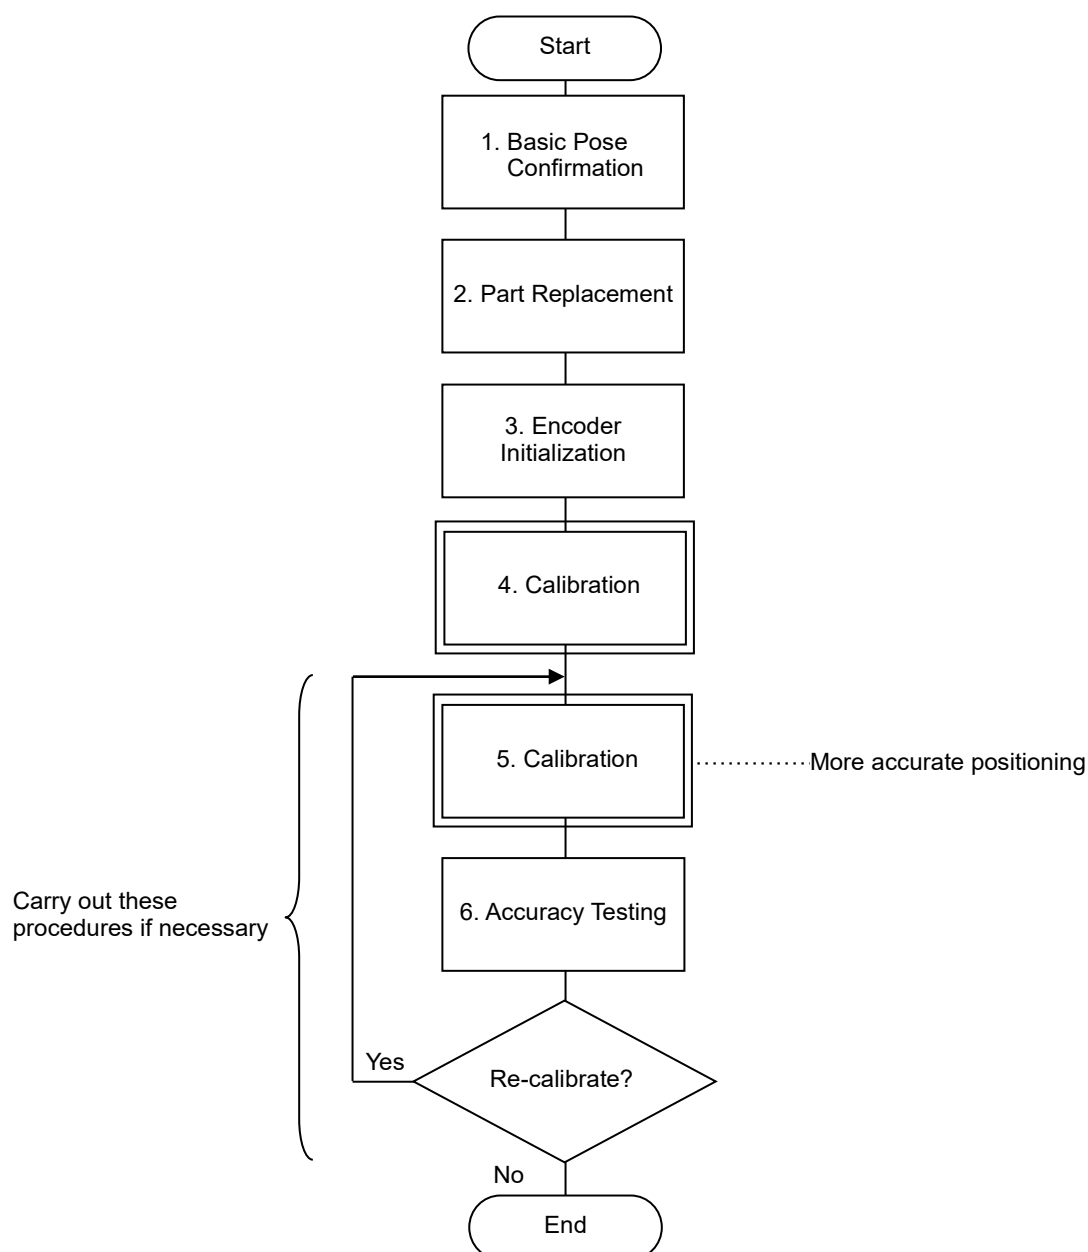 Start
1. Basic Pose
Confirmation
2. Part Replacement
3. Encoder
Initialization
4. Calibration
5. Calibration
More accurate positioning
Carry out these
procedures if necessary
6. Accuracy Testing
Yes
Re-calibrate?
No
End